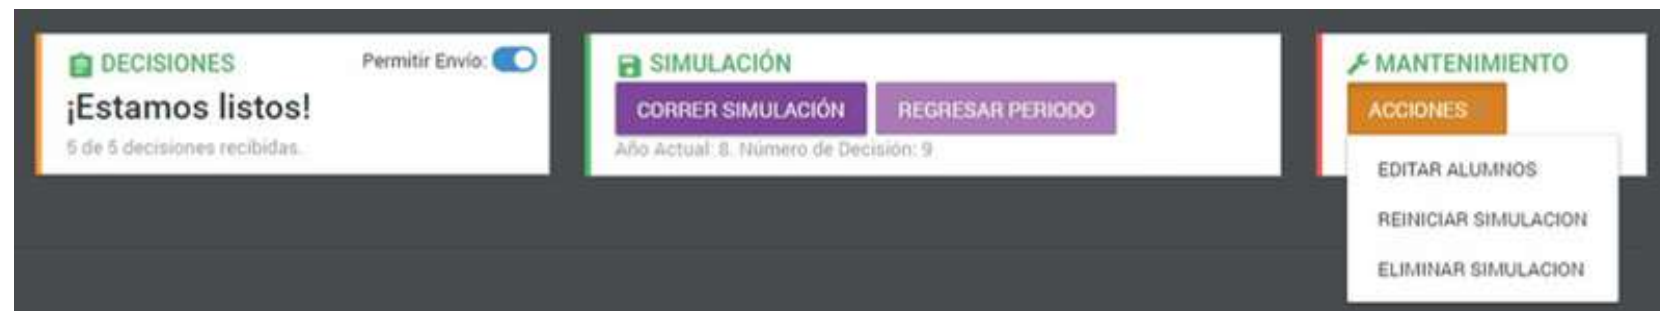 DECISIONES
Permitir Envío:
¡Estamos listos!
5 de 5 decisiones recibidas.
SIMULACIÓN
CORRER SIMULACIÓN
REGRESAR PERIODO
Año Actual: 8. Número de Decisión: 9
MANTENIMIENTO
ACCIONES
EDITAR ALUMNOS
REINICIAR SIMULACION
ELIMINAR SIMULACION